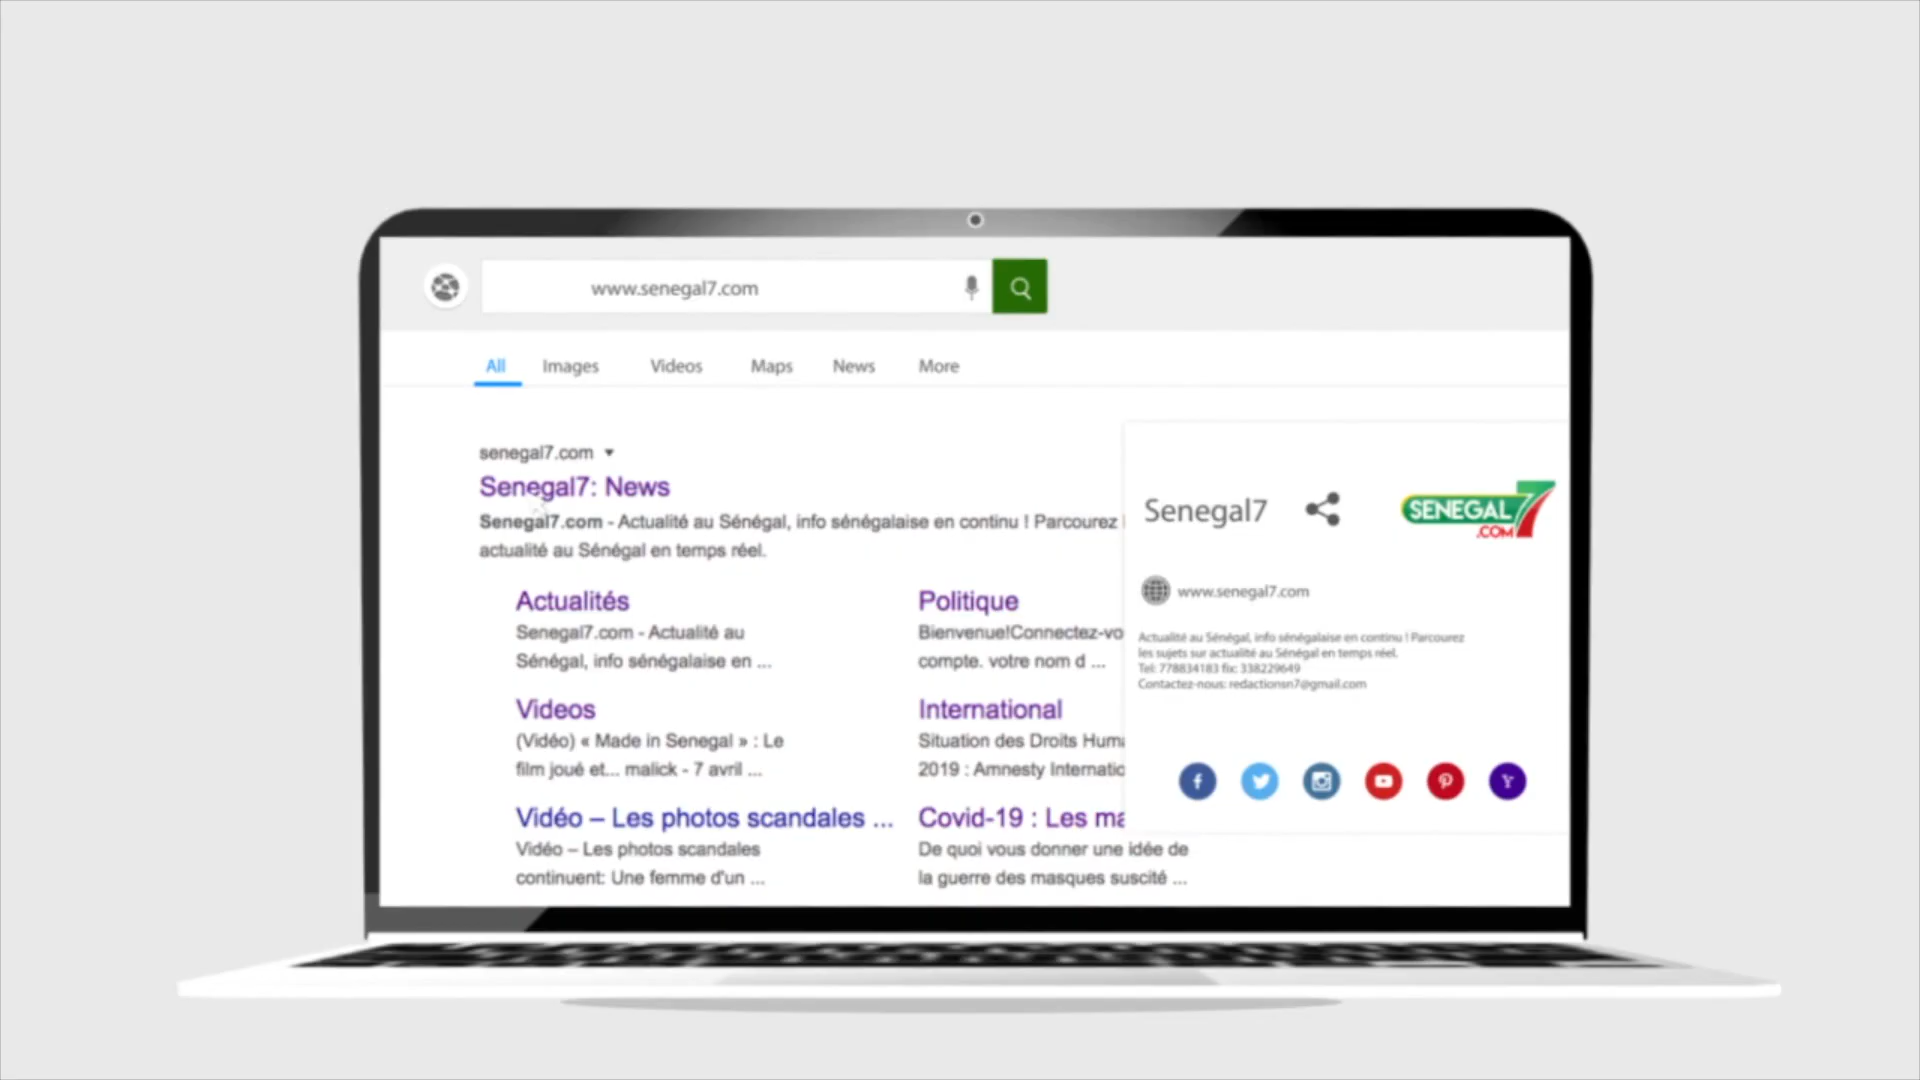 www.senegal7.com
All Images Videos Maps News More
senegal7.com
Senegal7: News
Senegal7.com - Actualité au Sénégal, info sénégalaise en continu ! Parcourez
actualité au Sénégal en temps réel.
Actualités
Senegal7.com - Actualité au
Sénégal, info sénégalaise en ...
Politique
Bienvenue!Connectez-vo
compte. votre nom d ...
Videos
(Vidéo) « Made in Senegal » : Le
film joué et... malick - 7 avril ...
International
Situation des Droits Huma
2019 : Amnesty Internatio
Vidéo – Les photos scandales ...
Vidéo – Les photos scandales
continuent: Une femme d'un ...
Covid-19 : Les ma
De quoi vous donner une idée de
la guerre des masques suscité ...
Senegal7
SENEGAL7
.COM
www.senegal7.com
Actualité au Sénégal, info sénégalaise en continu ! Parcourez
les sujets sur actualité au Sénégal en temps réel.
Tel: 778834183 fix: 338229649
Contactez-nous: redactionsn7@gmail.com